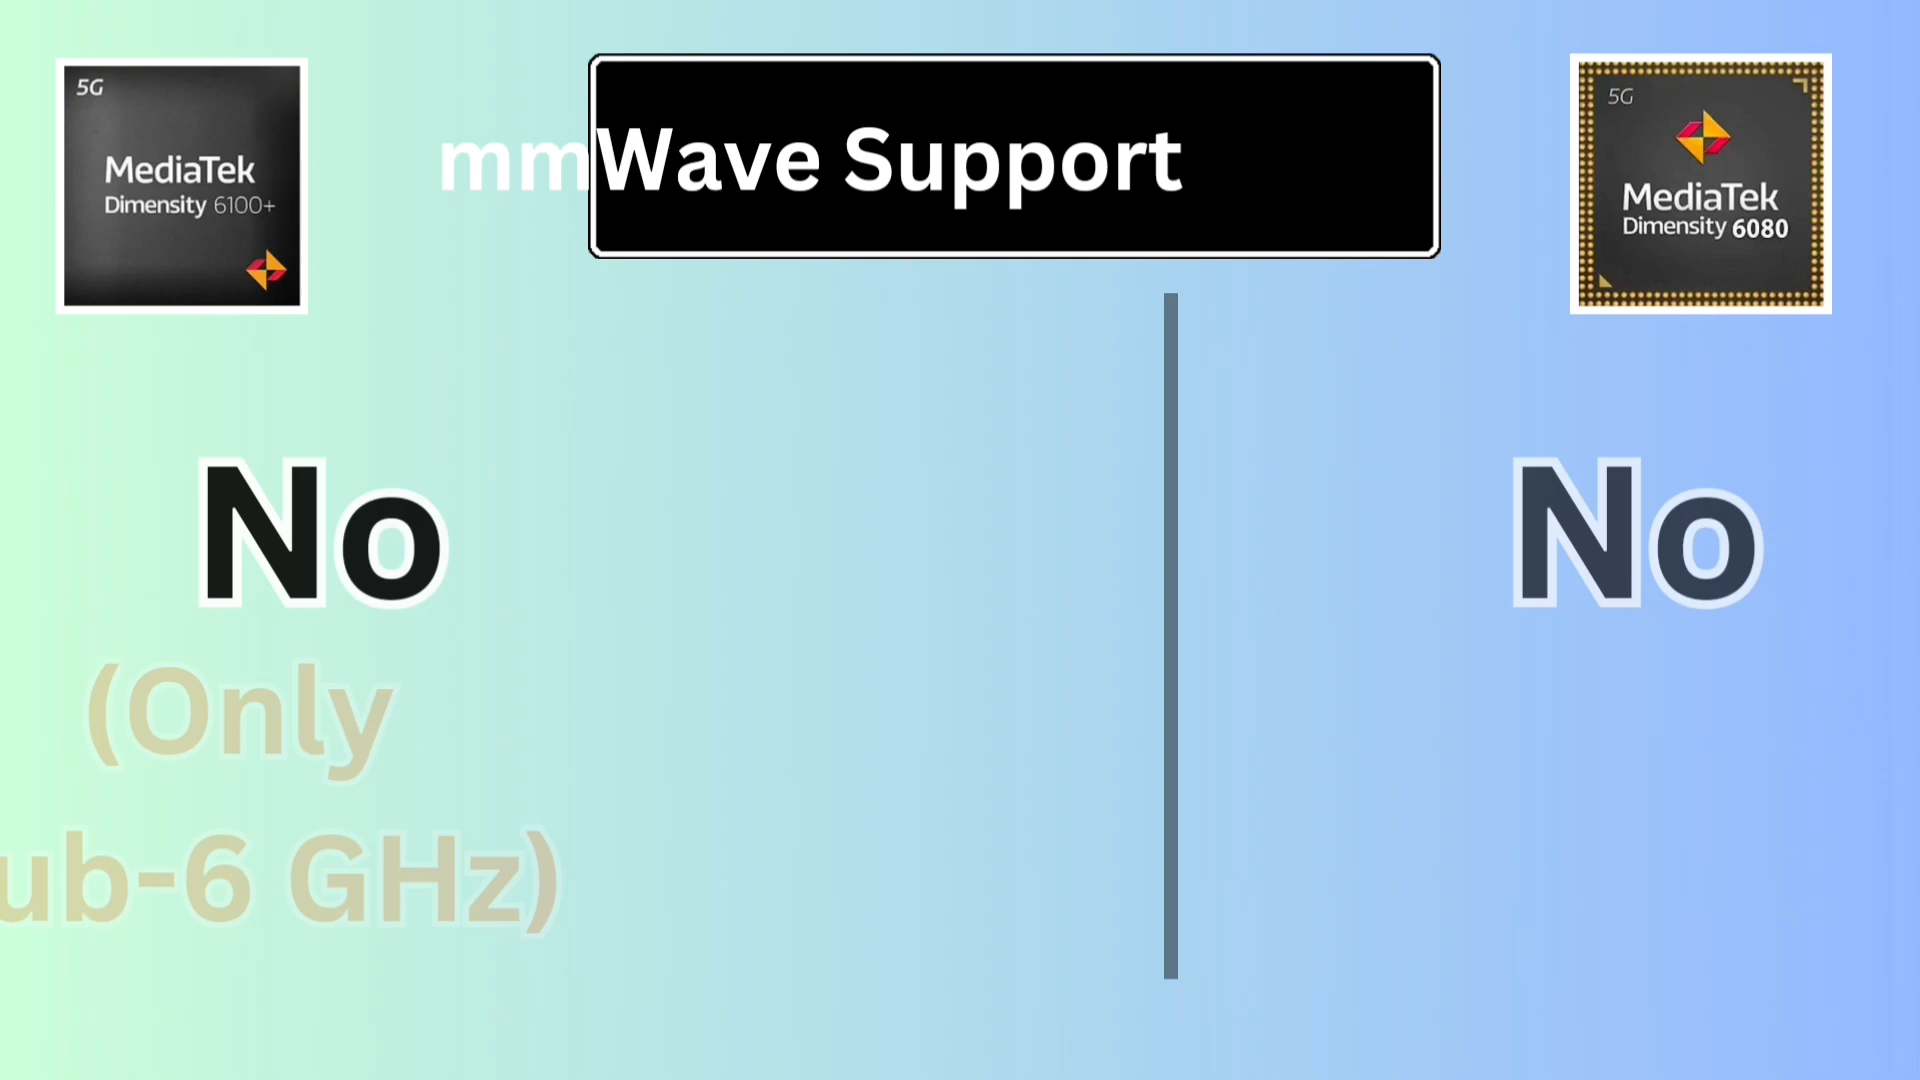 5G
MediaTek
Dimensity 6100+
mmWave Support
5G
MediaTek
Dimensity 6080
No
No
(Only
ub-6 GHz)